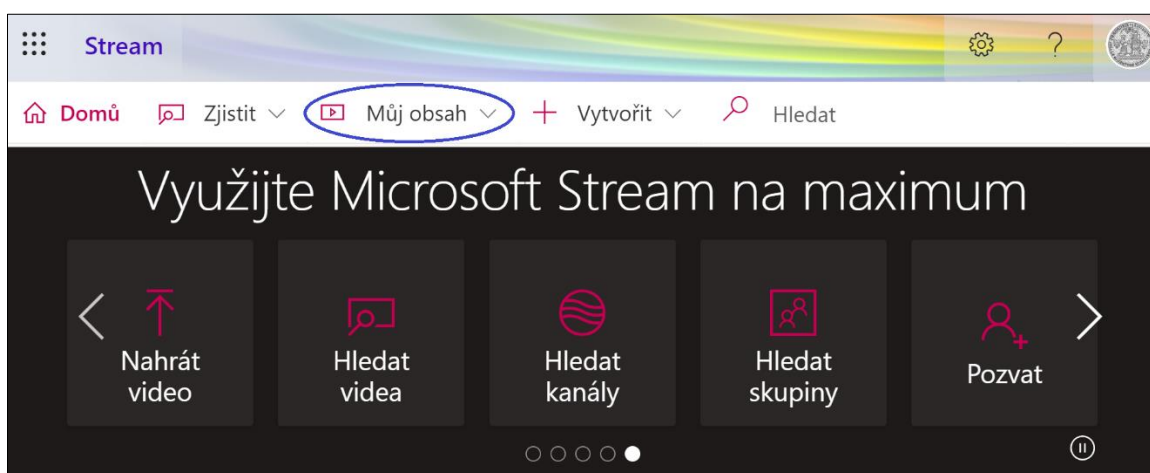 Stream
?
Domů Zjistit Můj obsah Vytvořit Hledat
Využijte Microsoft Stream na maximum
Nahrát
video
Hledat
videa
Hledat
kanály
Hledat
skupiny
Pozvat